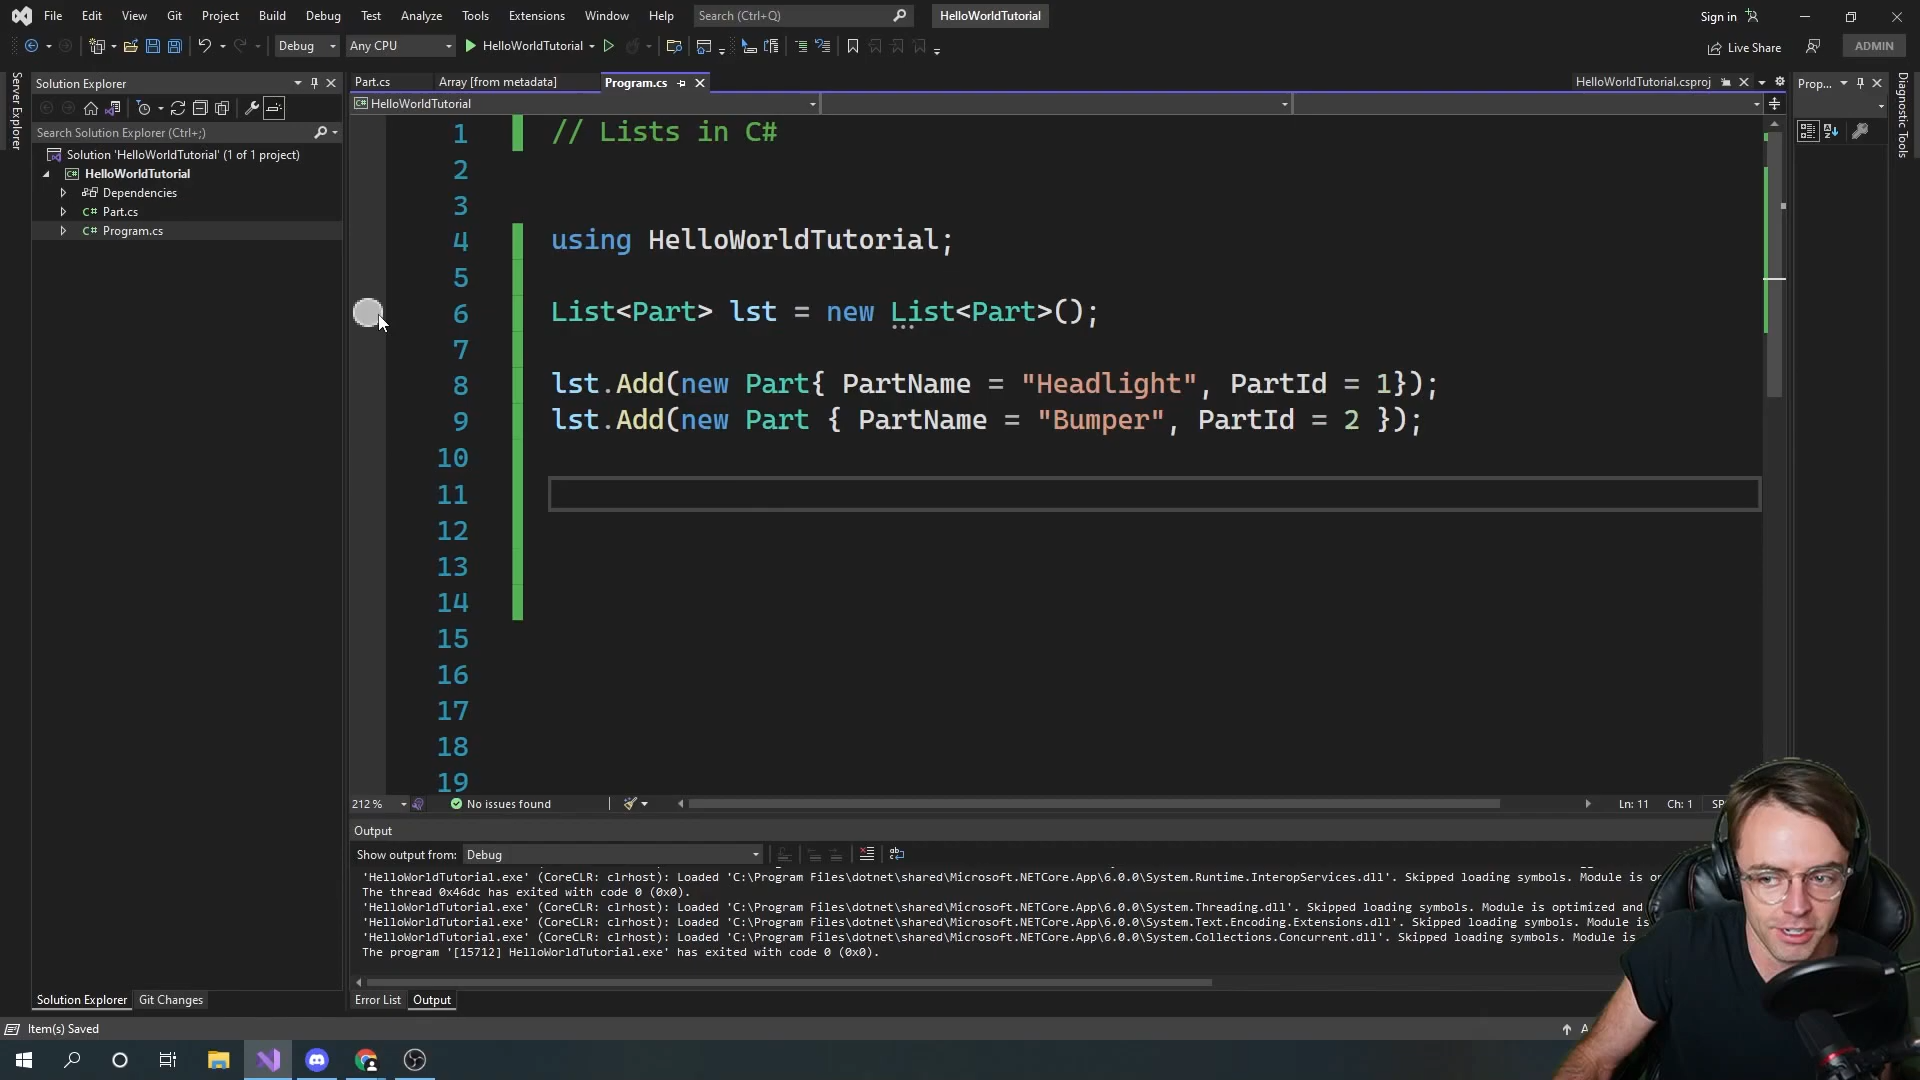 File Edit View Git Project Build Debug Test Analyze Tools Extensions Window Help Search (Ctrl+Q) HelloWorldTutorial Sign in
Debug Any CPU HelloWorldTutorial Live Share ADMIN
Server Explorer
Solution Explorer
Search Solution Explorer (Ctrl+;)
Solution 'HelloWorldTutorial' (1 of 1 project)
HelloWorldTutorial
Dependencies
C# Part.cs
C# Program.cs
Part.cs Array [from metadata] Program.cs HelloWorldTutorial.csproj
HelloWorldTutorial
Prop...
Diagnostic Tools
1 // Lists in C#
2
3
4 using HelloWorldTutorial;
5
6 List<Part> lst = new List<Part>();
7
8 lst.Add(new Part{ PartName = "Headlight", PartId = 1});
9 lst.Add(new Part { PartName = "Bumper", PartId = 2 });
10
11
12
13
14
15
16
17
18
19
212 % No issues found Ln: 11 Ch: 1
Output
Show output from: Debug
'HelloWorldTutorial.exe' (CoreCLR: clrhost): Loaded 'C:\Program Files\dotnet\shared\Microsoft.NETCore.App\6.0.0\System.Runtime.InteropServices.dll'. Skipped loading symbols. Module is
The thread 0x46dc has exited with code 0 (0x0).
'HelloWorldTutorial.exe' (CoreCLR: clrhost): Loaded 'C:\Program Files\dotnet\shared\Microsoft.NETCore.App\6.0.0\System.Threading.dll'. Skipped loading symbols. Module is optimized and
'HelloWorldTutorial.exe' (CoreCLR: clrhost): Loaded 'C:\Program Files\dotnet\shared\Microsoft.NETCore.App\6.0.0\System.Text.Encoding.Extensions.dll'. Skipped loading symbols. Module is
'HelloWorldTutorial.exe' (CoreCLR: clrhost): Loaded 'C:\Program Files\dotnet\shared\Microsoft.NETCore.App\6.0.0\System.Collections.Concurrent.dll'. Skipped loading symbols. Module is
The program '[15712] HelloWorldTutorial.exe' has exited with code 0 (0x0).
Solution Explorer Git Changes Error List Output
Item(s) Saved